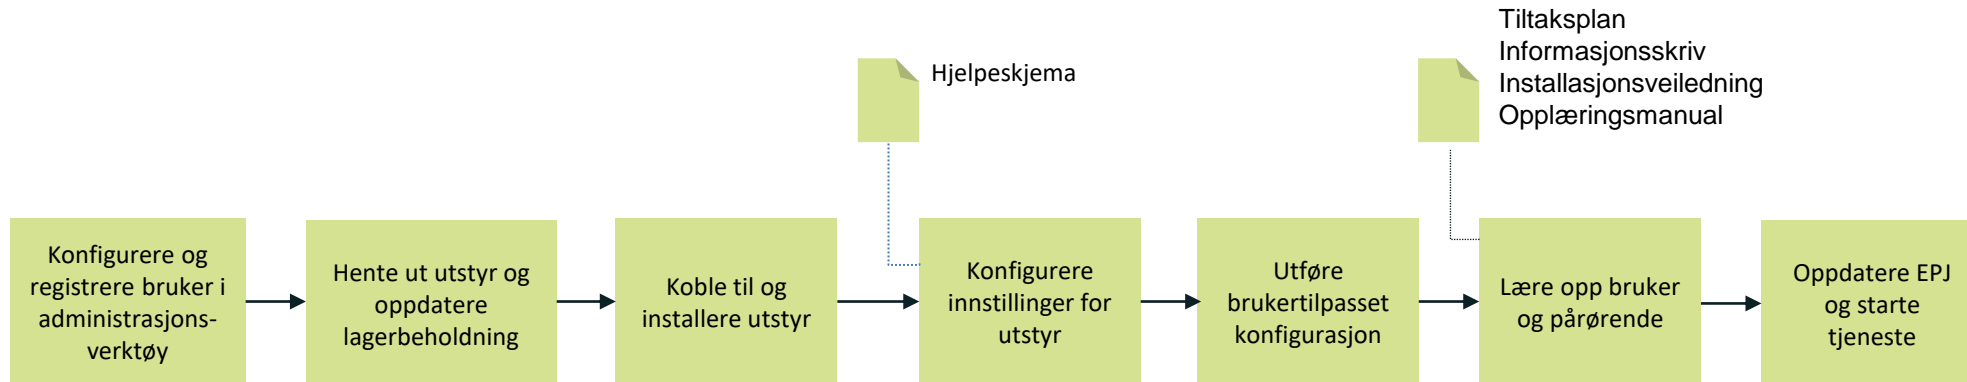 Tiltaksplan
Informasjonsskriv
Installasjonsveiledning
Opplæringsmanual
Hjelpeskjema
Konfigurere og
registrere bruker i
administrasjons-
verktøy
Hente ut utstyr og
oppdatere
lagerbeholdning
Koble til og
installere utstyr
Konfigurere
innstillinger for
utstyr
Utføre
brukertilpasset
konfigurasjon
Lære opp bruker
og pårørende
Oppdatere EPJ
og starte
tjeneste